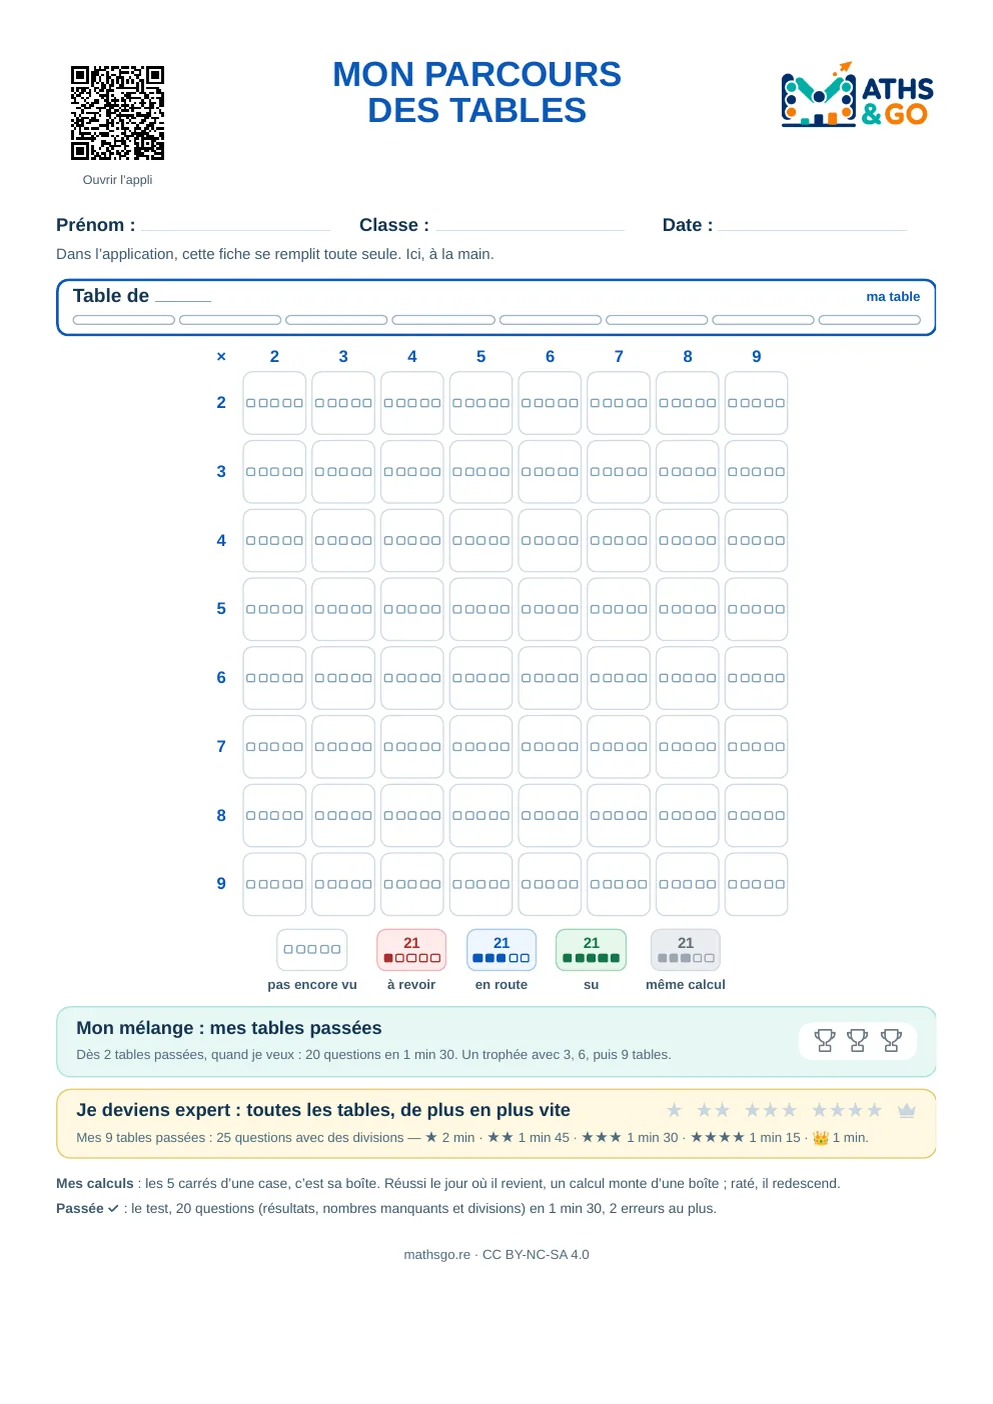 MON PARCOURS
DES TABLES
ATHS
&GO
Ouvrir l’appli
Prénom : Classe : Date :
Dans l’application, cette fiche se remplit toute seule. Ici, à la main.
Table de _____ ma table
× 2 3 4 5 6 7 8 9
2
3
4
5
6
7
8
9
21 21 21 21
pas encore vu à revoir en route su même calcul
Mon mélange : mes tables passées
Dès 2 tables passées, quand je veux : 20 questions en 1 min 30. Un trophée avec 3, 6, puis 9 tables.
Je deviens expert : toutes les tables, de plus en plus vite ★ ★★ ★★★ ★★★★
Mes 9 tables passées : 25 questions avec des divisions — ★ 2 min · ★★ 1 min 45 · ★★★ 1 min 30 · ★★★★ 1 min 15 · 👑 1 min.
Mes calculs : les 5 carrés d’une case, c’est sa boîte. Réussi le jour où il revient, un calcul monte d’une boîte ; raté, il redescend.
Passée ✓ : le test, 20 questions (résultats, nombres manquants et divisions) en 1 min 30, 2 erreurs au plus.
mathsgo.re · CC BY-NC-SA 4.0